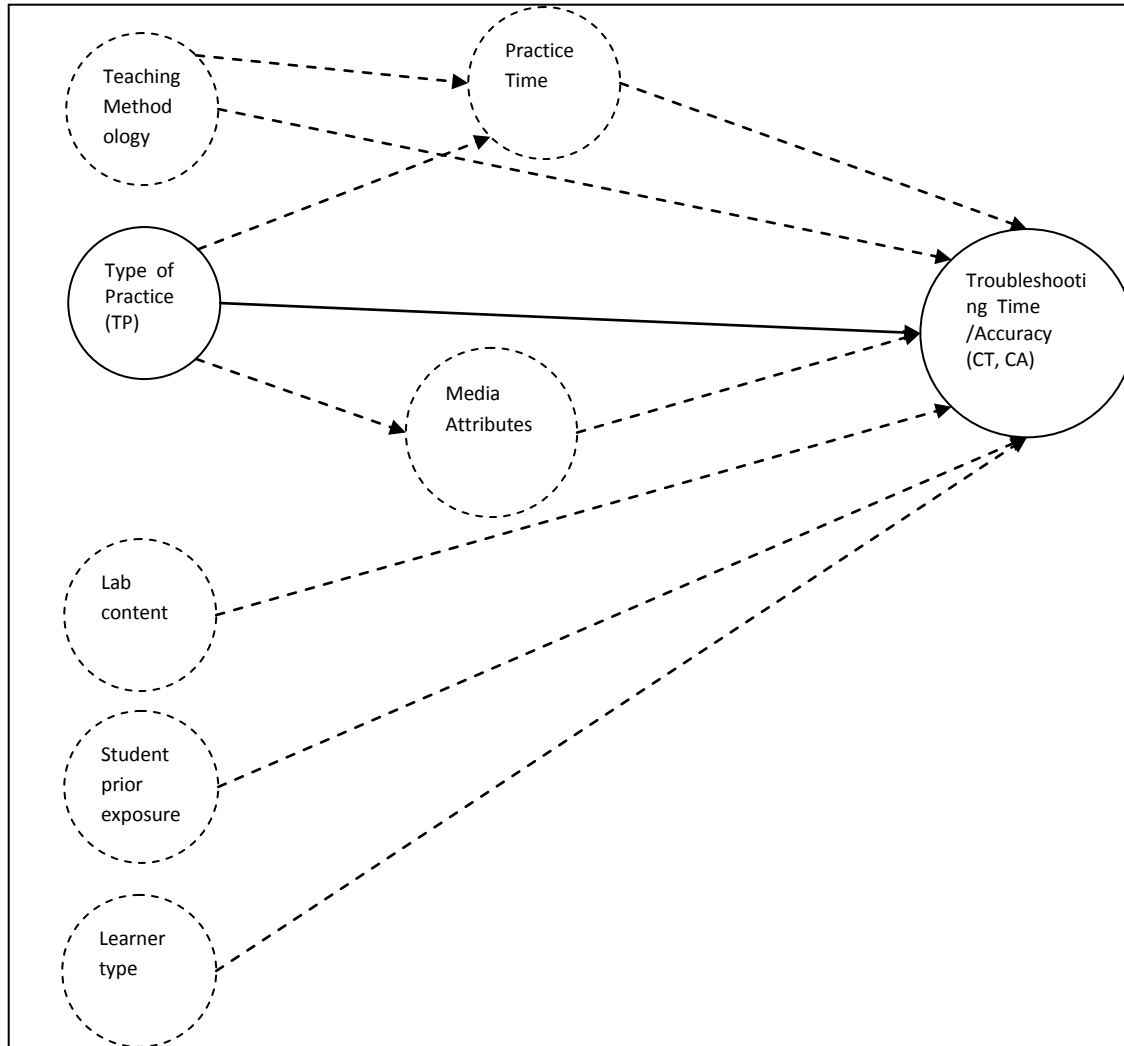 Practice
Time
Teaching
Method
ology
Type of
Practice
(TP)
Troubleshooti
ng Time
/Accuracy
(CT, CA)
Media
Attributes
Lab
content
Student
prior
exposure
Learner
type